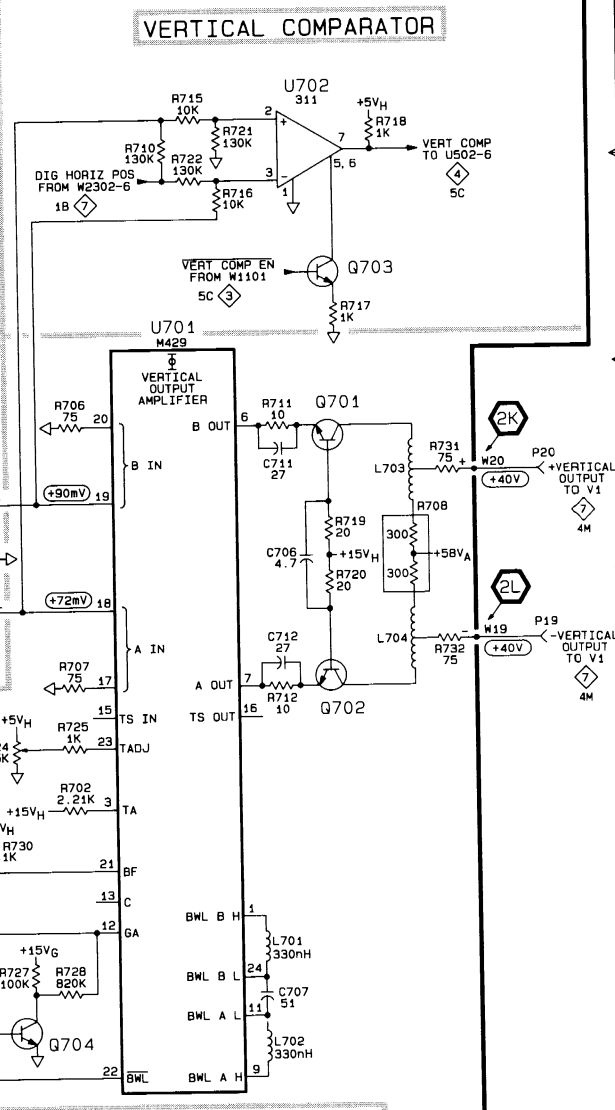 VERTICAL COMPARATOR
U702
311
R715
10K
2
+
R721
130K
R710
130K
R722
130K
3
−
1
7
5, 6
+5VH
R718
1K
VERT COMP
TO U502-6
4
5C
DIG HORIZ POS
FROM W2302-6
1B 7
R716
10K
VERT COMP EN
FROM W1101
5C 3
Q703
R717
1K
U701
M429
Φ
VERTICAL
OUTPUT
AMPLIFIER
R706
75
20
B IN
+90mV
19
+72mV
18
A IN
R707
75
17
15
TS IN
+5VH
R725
1K
23
TADJ
R702
2.21K
+15VH
3
TA
R730
1K
21
BF
13
C
12
GA
+15VG
R727
100K
R728
820K
Q704
22
BWL
B OUT
6
R711
10
C711
27
Q701
L703
R731
75
+
W20
+40V
2K
P20
+VERTICAL
OUTPUT
TO V1
7
4M
R719
20
C706
4.7
+15VH
R720
20
R708
300
+58VA
300
2L
L704
R732
75
−
W19
+40V
P19
−VERTICAL
OUTPUT
TO V1
7
4M
C712
27
A OUT
7
R712
10
Q702
TS OUT
16
BWL B H
1
L701
330nH
BWL B L
24
C707
51
BWL A L
11
L702
330nH
BWL A H
9